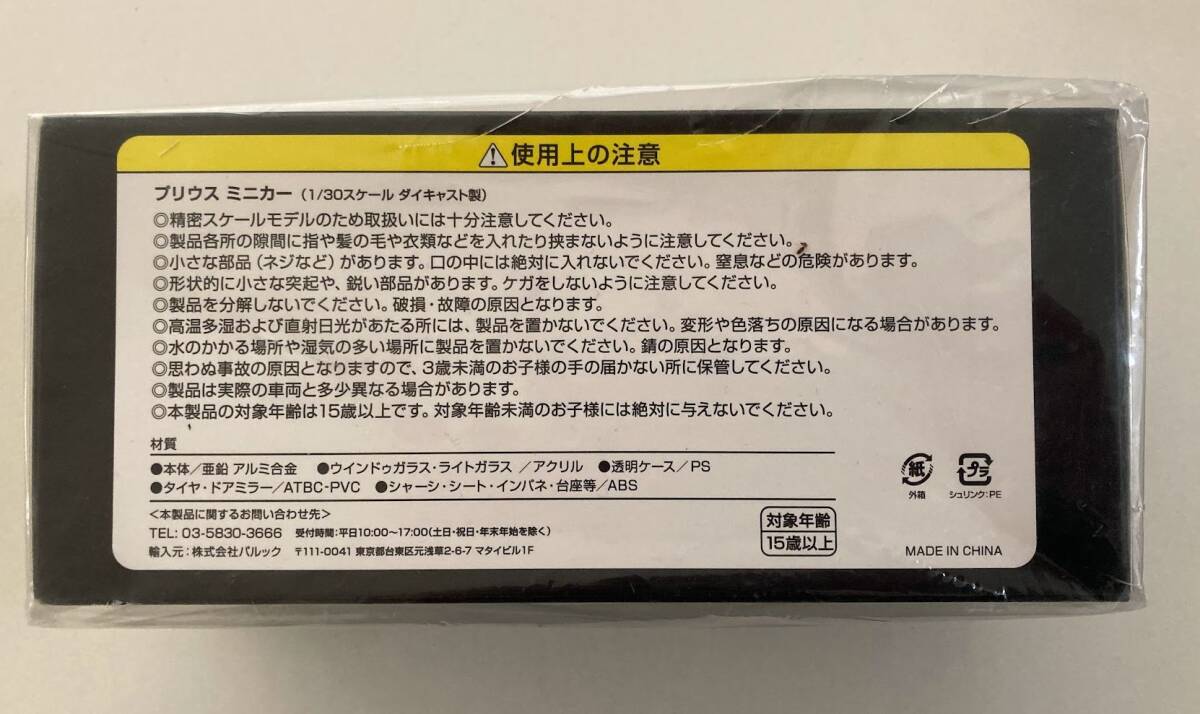 ⚠使用上の注意
プリウス ミニカー（1/30スケール ダイキャスト製）
◎精密スケールモデルのため取扱いには十分注意してください。
◎製品各所の隙間に指や髪の毛や衣類などを入れたり挟まないように注意してください。
◎小さな部品（ネジなど）があります。口の中には絶対に入れないでください。窒息などの危険があります。
◎形状的に小さな突起や、鋭い部品があります。ケガをしないように注意してください。
◎製品を分解しないでください。破損・故障の原因となります。
◎高温多湿および直射日光があたる所には、製品を置かないでください。変形や色落ちの原因になる場合があります。
◎水のかかる場所や湿気の多い場所に製品を置かないでください。錆の原因となります。
◎思わぬ事故の原因となりますので、3歳未満のお子様の手の届かない所に保管してください。
◎製品は実際の車両と多少異なる場合があります。
◎本製品の対象年齢は15歳以上です。対象年齢未満のお子様には絶対に与えないでください。
材質
●本体／亜鉛 アルミ合金 ●ウインドゥガラス・ライトガラス ／アクリル ●透明ケース／PS
●タイヤ・ドアミラー／ATBC-PVC ●シャーシ・シート・インパネ・台座等／ABS
紙
外箱
プラ
シュリンク：PE
＜本製品に関するお問い合わせ先＞
TEL: 03-5830-3666 受付時間：平日10:00〜17:00(土日・祝日・年末年始を除く)
輸入元：株式会社パルック 〒111-0041 東京都台東区元浅草2-6-7 マタイビル1F
対象年齢
15歳以上
MADE IN CHINA